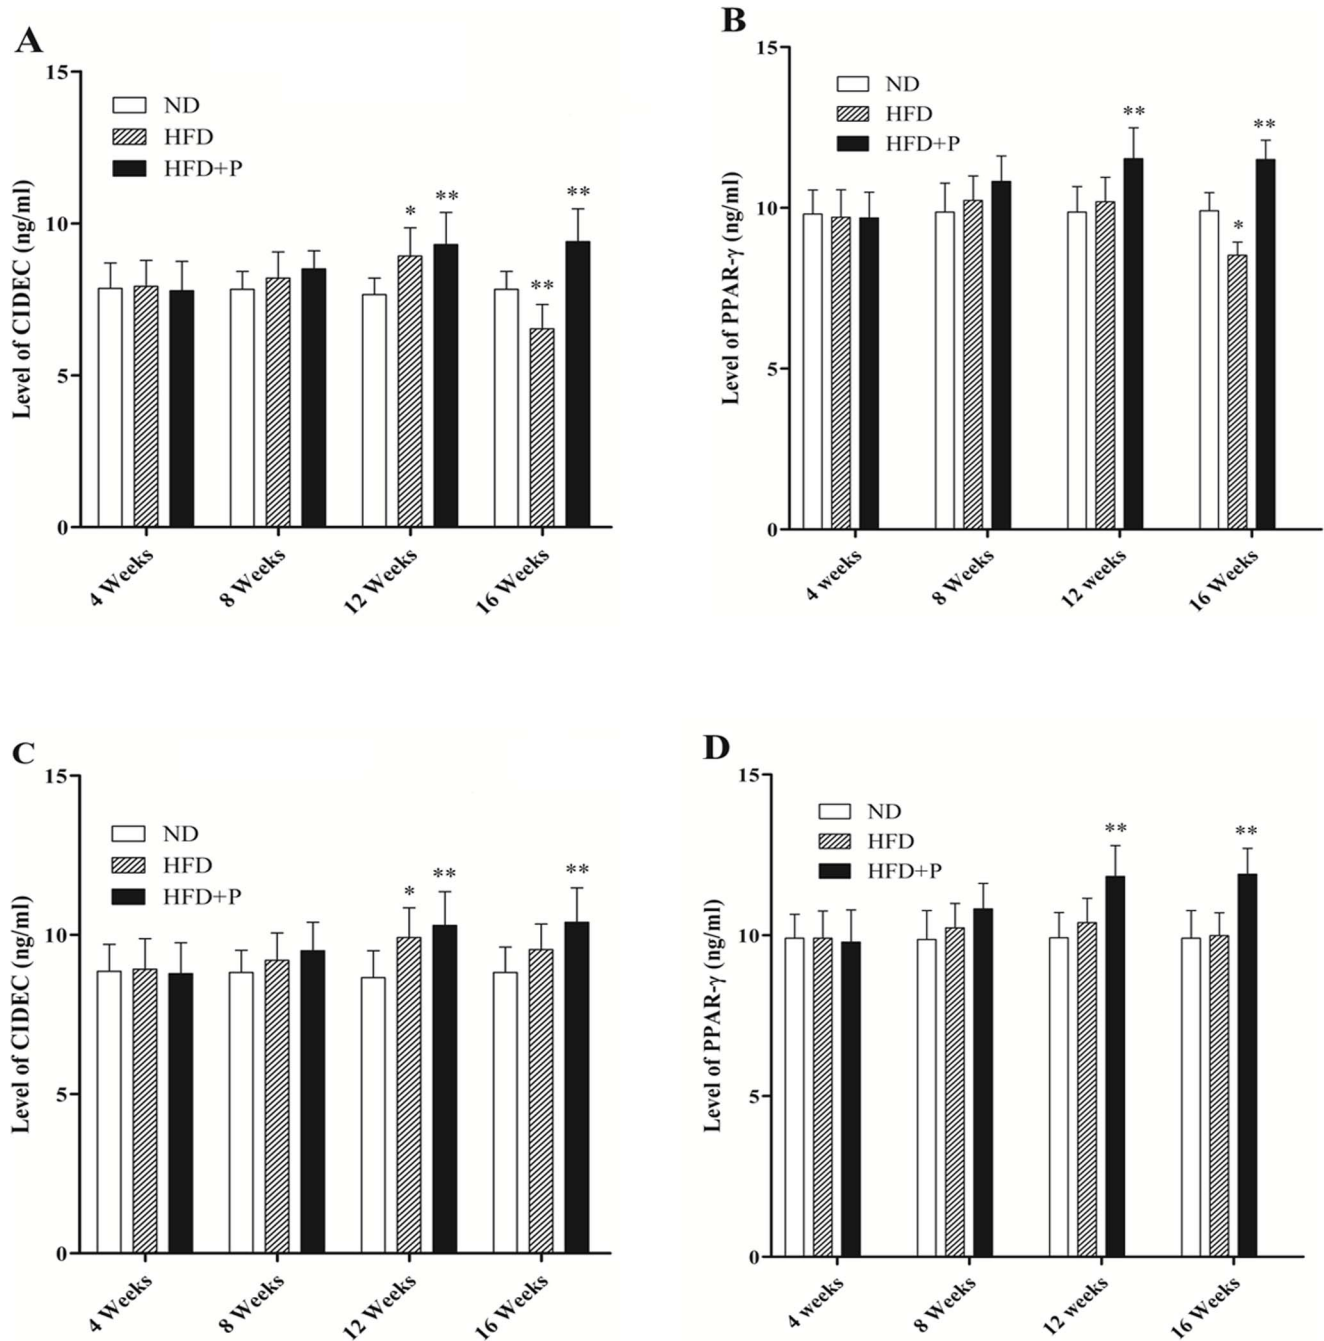 A
Level of CIDEC (ng/ml)
15
10
5
0
ND
HFD
HFD+P
*
**
**
**
4 Weeks
8 Weeks
12 Weeks
16 Weeks
B
Level of PPAR-γ (ng/ml)
15
10
5
0
ND
HFD
HFD+P
**
*
**
4 weeks
8 Weeks
12 weeks
16 Weeks
C
Level of CIDEC (ng/ml)
15
10
5
0
ND
HFD
HFD+P
*
**
**
4 Weeks
8 Weeks
12 Weeks
16 Weeks
D
Level of PPAR-γ (ng/ml)
15
10
5
0
ND
HFD
HFD+P
**
**
4 weeks
8 Weeks
12 weeks
16 Weeks